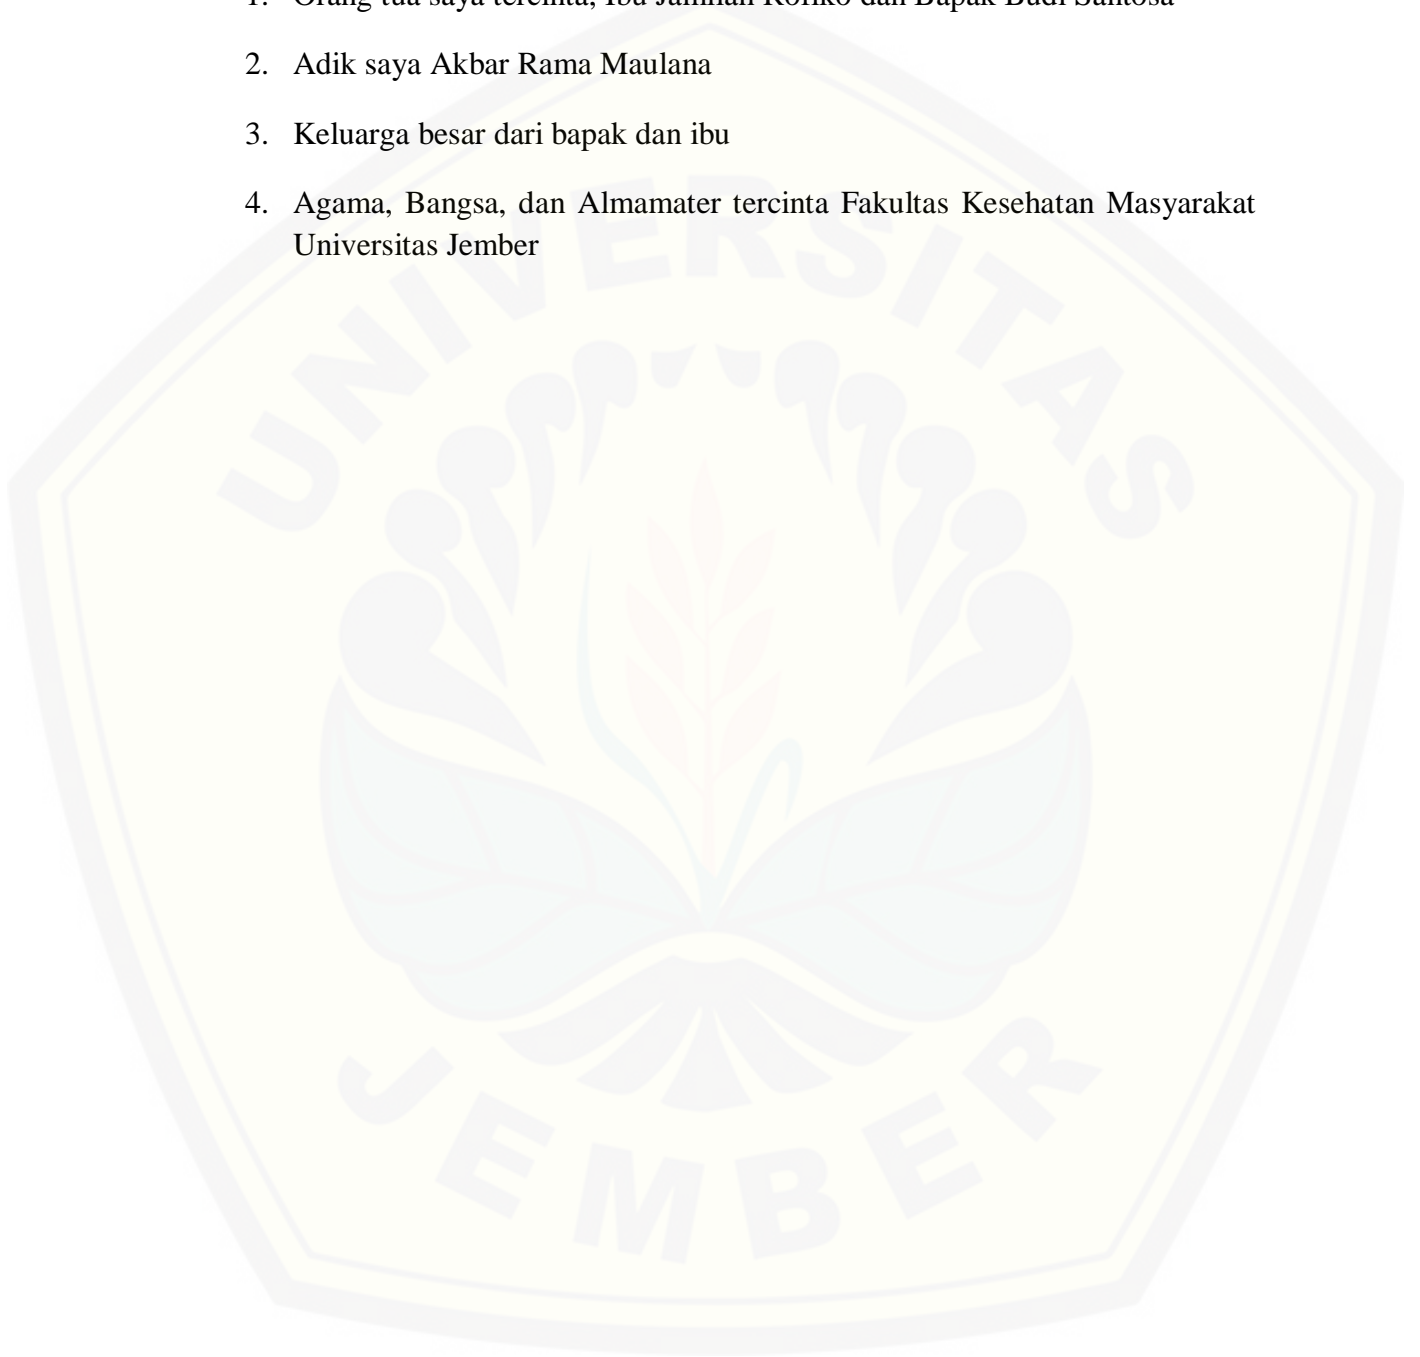 1. Orang tua saya tercinta, Ibu Rofiko dan Bapak Budi Santosa
2. Adik saya Akbar Rama Maulana
3. Keluarga besar dari bapak dan ibu
4. Agama, Bangsa, dan Almamater tercinta Fakultas Kesehatan Masyarakat
Universitas Jember
UNIVERSITAS
JEMBER